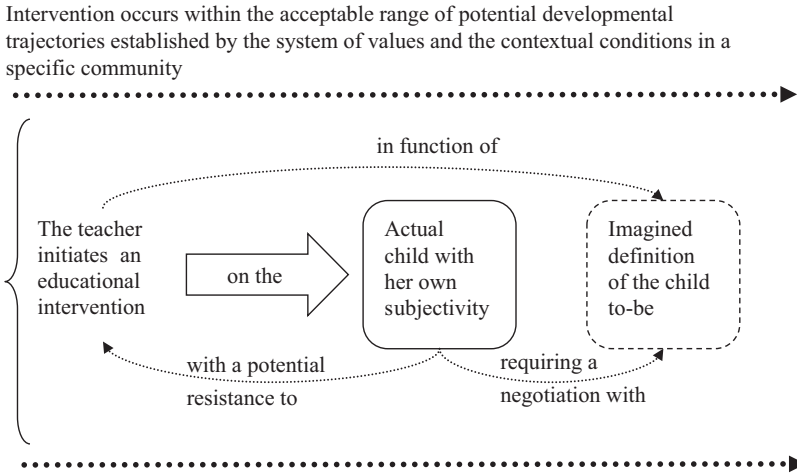 Intervention occurs within the acceptable range of potential developmental
trajectories established by the system of values and the contextual conditions in a
specific community
in function of
The teacher
initiates an
educational
intervention
on the
Actual
child with
her own
subjectivity
Imagined
definition
of the child
to-be
with a potential
resistance to
requiring a
negotiation with